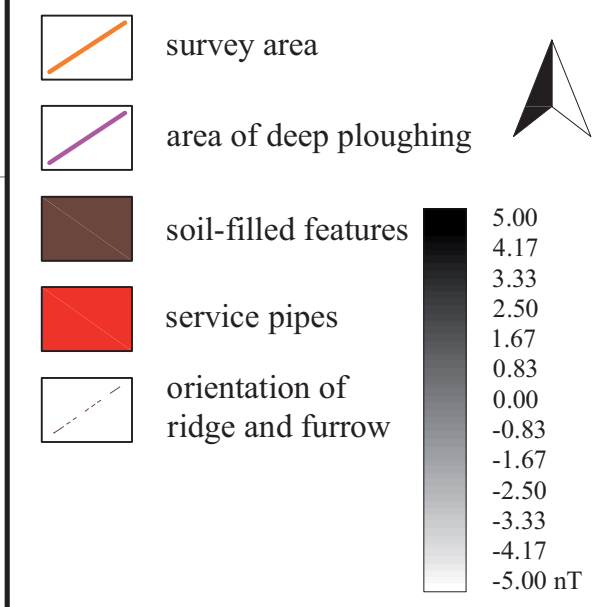 survey area
area of deep ploughing
soil-filled features
service pipes
orientation of
ridge and furrow
5.00
4.17
3.33
2.50
1.67
0.83
0.00
-0.83
-1.67
-2.50
-3.33
-4.17
-5.00 nT